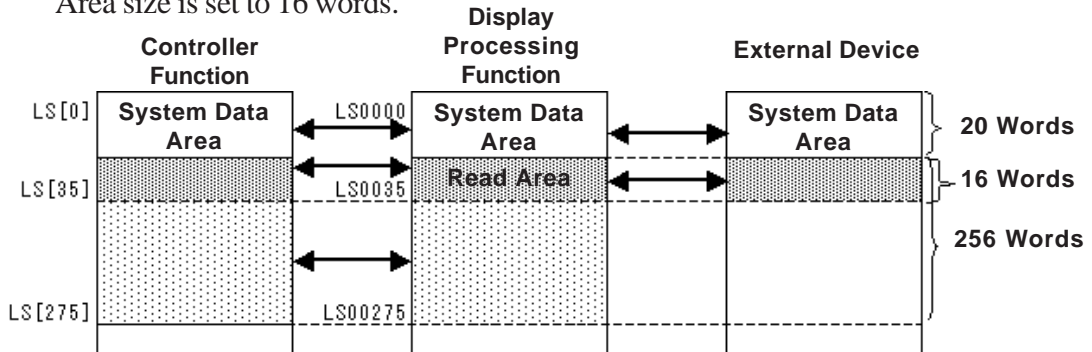 Area size is set to 16 words.
Controller
Function
Display
Processing
Function
External Device
LS[0]
System Data
Area
LS0000
System Data
Area
System Data
Area
20 Words
LS[35]
LS0035
Read Area
16 Words
256 Words
LS[275]
LS00275